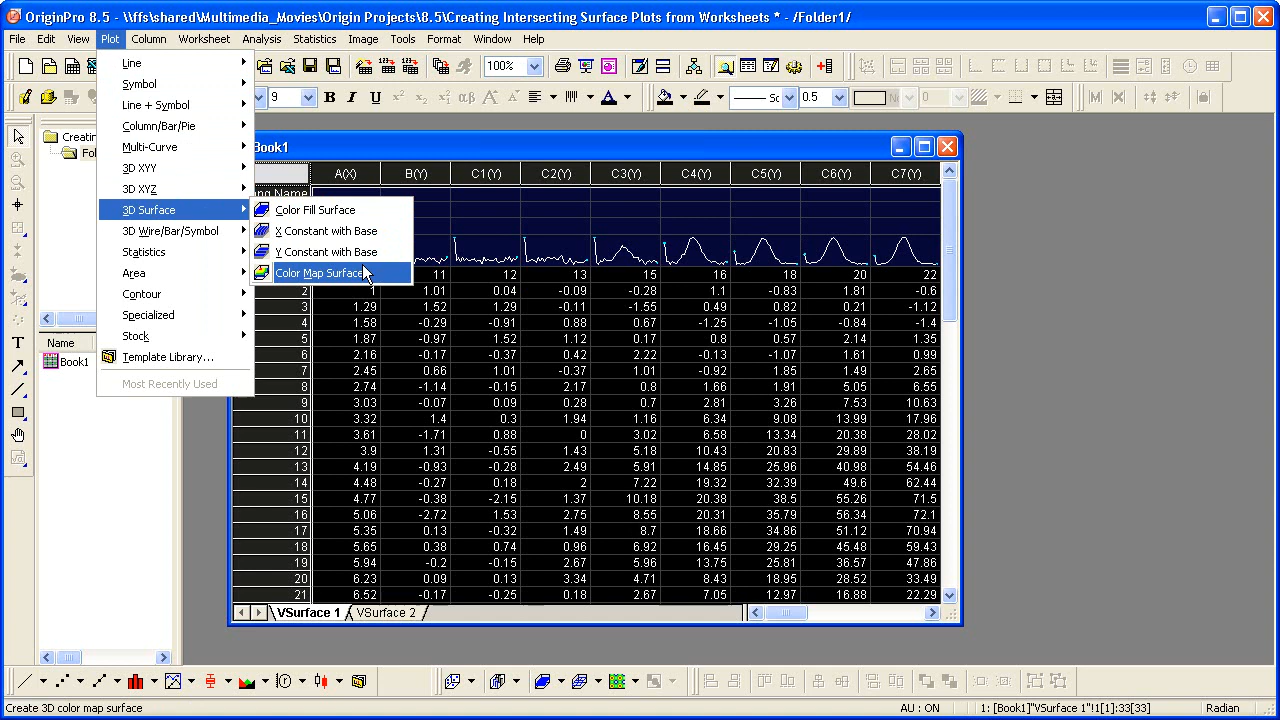 OriginPro 8.5 - \\ffs\shared\Multimedia_Movies\Origin Projects\8.5\Creating Intersecting Surface Plots from Worksheets * - /Folder1/
File Edit View Plot Column Worksheet Analysis Statistics Image Tools Format Window Help
100%
9 B I U 0.5 0
Line
Symbol
Line + Symbol
Column/Bar/Pie
Multi-Curve
3D XYY
3D XYZ
3D Surface
3D Wire/Bar/Symbol
Statistics
Area
Contour
Specialized
Stock
Template Library...
Most Recently Used
Color Fill Surface
X Constant with Base
Y Constant with Base
Color Map Surface
Name
Book1
Book1
A(X) B(Y) C1(Y) C2(Y) C3(Y) C4(Y) C5(Y) C6(Y) C7(Y)
11 12 13 15 16 18 20 22
2 1 1.01 0.04 -0.09 -0.28 1.1 -0.83 1.81 -0.6
3 1.29 1.52 1.29 -0.11 -1.55 0.49 0.83 0.21 -1.12
4 1.58 -0.29 -0.91 0.88 0.67 -1.25 -1.05 -0.84 -1.4
5 1.87 -0.97 1.52 1.12 0.17 0.8 0.57 2.14 1.35
6 2.16 -0.17 1.37 0.42 2.22 -0.13 -1.07 1.61 0.99
7 2.45 0.66 1.01 -0.37 1.01 -0.92 1.85 1.49 2.65
8 2.74 -1.14 -0.15 2.17 0.8 1.66 1.91 5.05 6.55
9 3.03 -0.07 0.09 0.28 0.7 2.81 3.26 7.53 10.63
10 3.32 1.4 0.3 1.94 1.16 6.34 9.08 13.99 17.96
11 3.61 -1.71 0.88 0 3.02 6.58 13.34 20.38 28.02
12 3.9 1.31 -0.55 1.43 5.18 10.43 20.83 29.89 38.19
13 4.19 -0.93 -0.28 2.49 5.91 14.85 25.96 40.98 54.46
14 4.48 -0.27 0.18 2 7.22 19.32 32.39 49.6 62.44
15 4.77 -0.38 -2.15 1.37 10.18 20.38 38.5 55.26 71.5
16 5.06 -2.72 1.53 2.75 8.55 20.31 37.14 56.34 72.1
17 5.35 0.13 -0.32 1.49 8.7 18.66 34.86 51.12 70.94
18 5.65 0.38 0.74 0.96 6.92 16.45 29.25 45.48 59.43
19 5.94 -0.2 -0.15 2.67 5.96 13.75 25.81 36.57 47.86
20 6.23 0.09 0.13 3.34 4.71 8.43 18.95 28.52 33.49
21 6.52 -0.17 -0.25 0.18 2.67 7.05 12.97 16.88 22.29
VSurface 1 VSurface 2
Create 3D color map surface AU : ON 1: [Book1]"VSurface 1"!1[1]:33[33] Radian